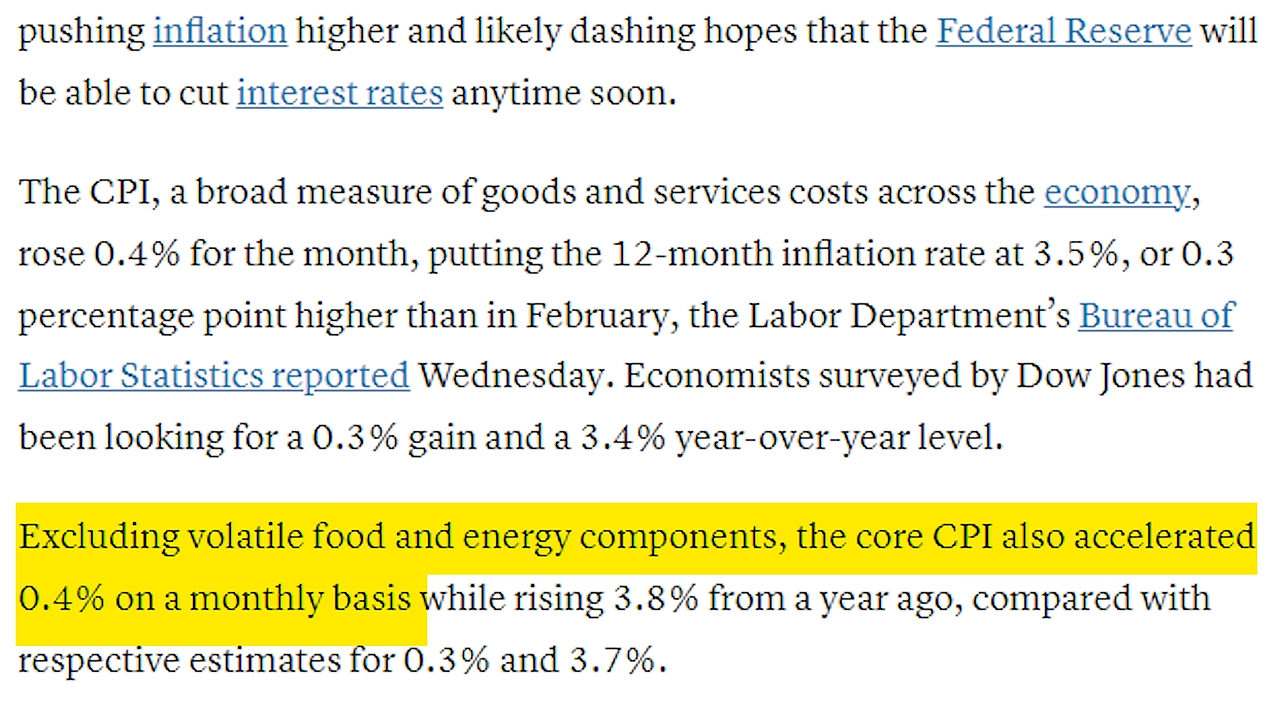 pushing inflation higher and likely dashing hopes that the Federal Reserve will
be able to cut interest rates anytime soon.
The CPI, a broad measure of goods and services costs across the economy,
rose 0.4% for the month, putting the 12-month inflation rate at 3.5%, or 0.3
percentage point higher than in February, the Labor Department’s Bureau of
Labor Statistics reported Wednesday. Economists surveyed by Dow Jones had
been looking for a 0.3% gain and a 3.4% year-over-year level.
Excluding volatile food and energy components, the core CPI also accelerated
0.4% on a monthly basis while rising 3.8% from a year ago, compared with
respective estimates for 0.3% and 3.7%.